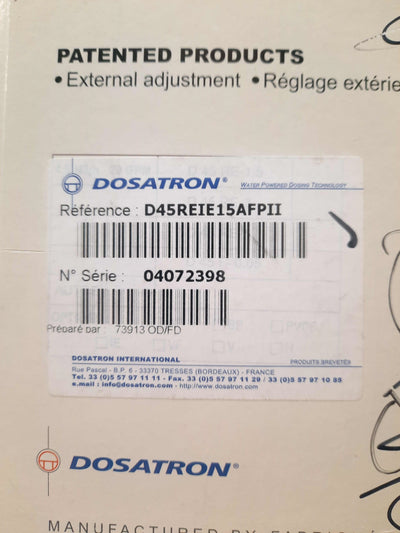 PATENTED PRODUCTS
• External adjustment • Réglage extérie
DOSATRON® WATER POWERED DOSING TECHNOLOGY
Référence : D45REIE15AFPII
N° Série : 04072398
Préparé par : 73913 OD/FD
DOSATRON INTERNATIONAL PRODUITS BREVETÉS
Rue Pascal - B.P. 6 - 33370 TRESSES (BORDEAUX) - FRANCE
Tel. 33 (0)5 57 97 11 11 - Fax. 33 (0)5 57 97 11 29 / 33 (0)5 57 97 10 85
e.mail : info@dosatron.com - http://www.dosatron.com
DOSATRON®
MANUFACTURED BY